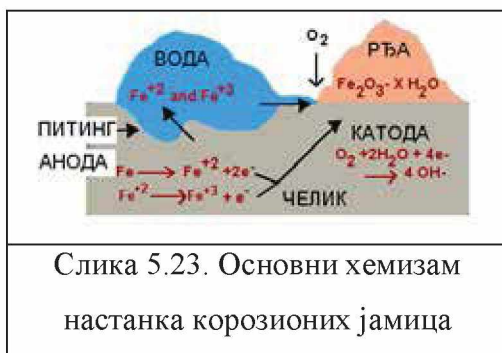 O₂
ВОДА
РЂА
Fe⁺² and Fe⁺³
Fe₂O₃· X H₂O
ПИТИНГ
КАТОДА
АНОДА
O₂ +2H₂O + 4e-
Fe → Fe⁺² +2e⁻
→ 4 OH-
Fe⁺² → Fe⁺³ + e⁻
ЧЕЛИК
Слика 5.23. Основни хемизам
настанка корозионих јамица